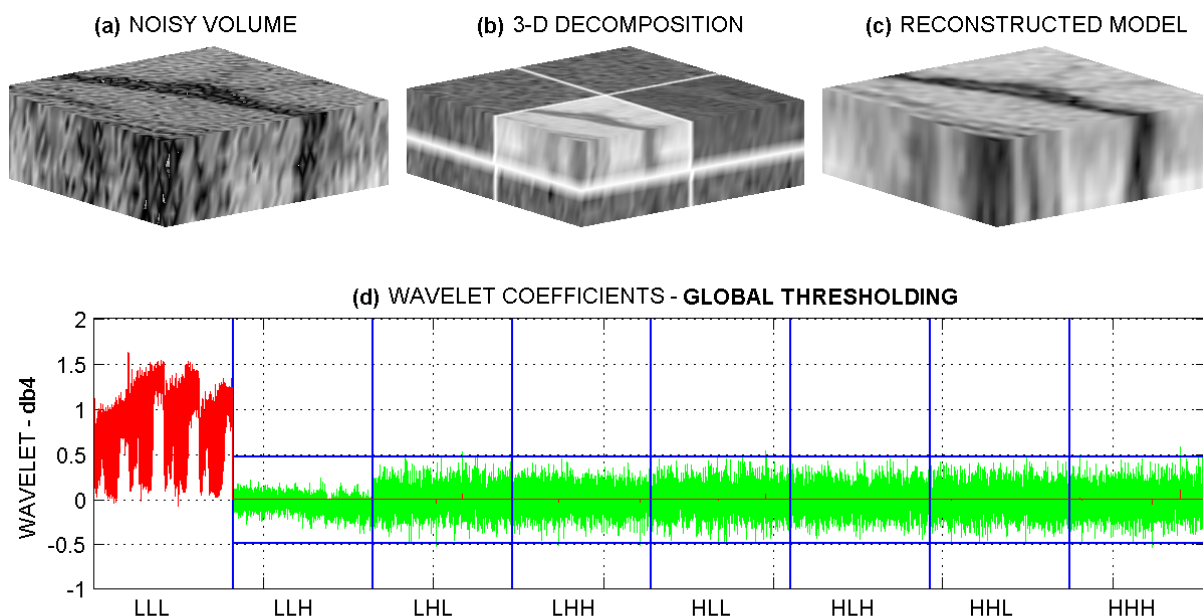 (a) NOISY VOLUME
(b) 3-D DECOMPOSITION
(c) RECONSTRUCTED MODEL
(d) WAVELET COEFFICIENTS - GLOBAL THRESHOLDING
WAVELET - db4
2
1.5
1
0.5
0
-0.5
-1
LLL LLH LHL LHH HLL HLH HHL HHH